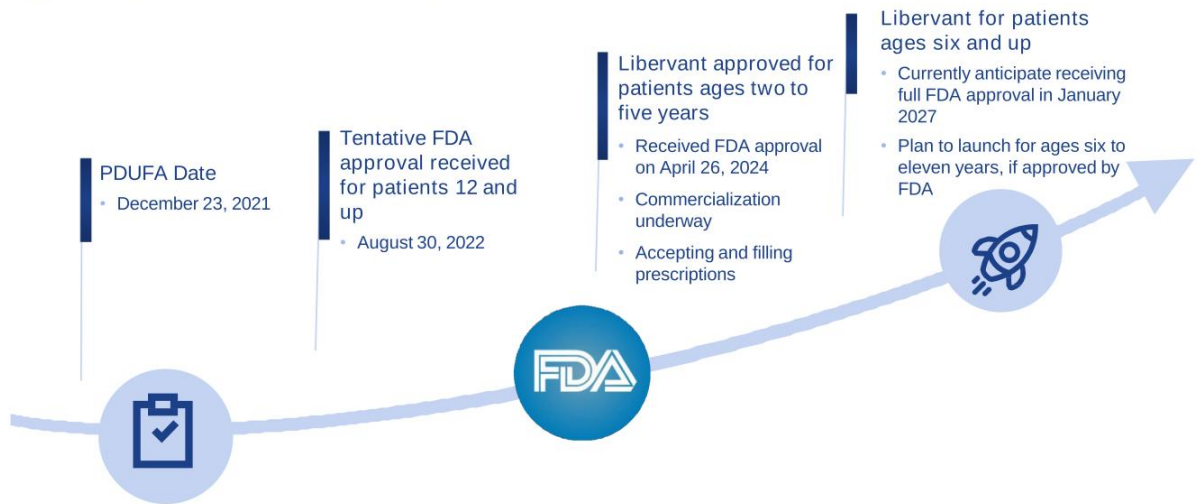 PDUFA Date
• December 23, 2021
Tentative FDA
approval received
for patients 12 and
up
• August 30, 2022
Libervant approved for
patients ages two to
five years
• Received FDA approval
on April 26, 2024
• Commercialization
underway
• Accepting and filling
prescriptions
Libervant for patients
ages six and up
• Currently anticipate receiving
full FDA approval in January
2027
• Plan to launch for ages six to
eleven years, if approved by
FDA
FDA